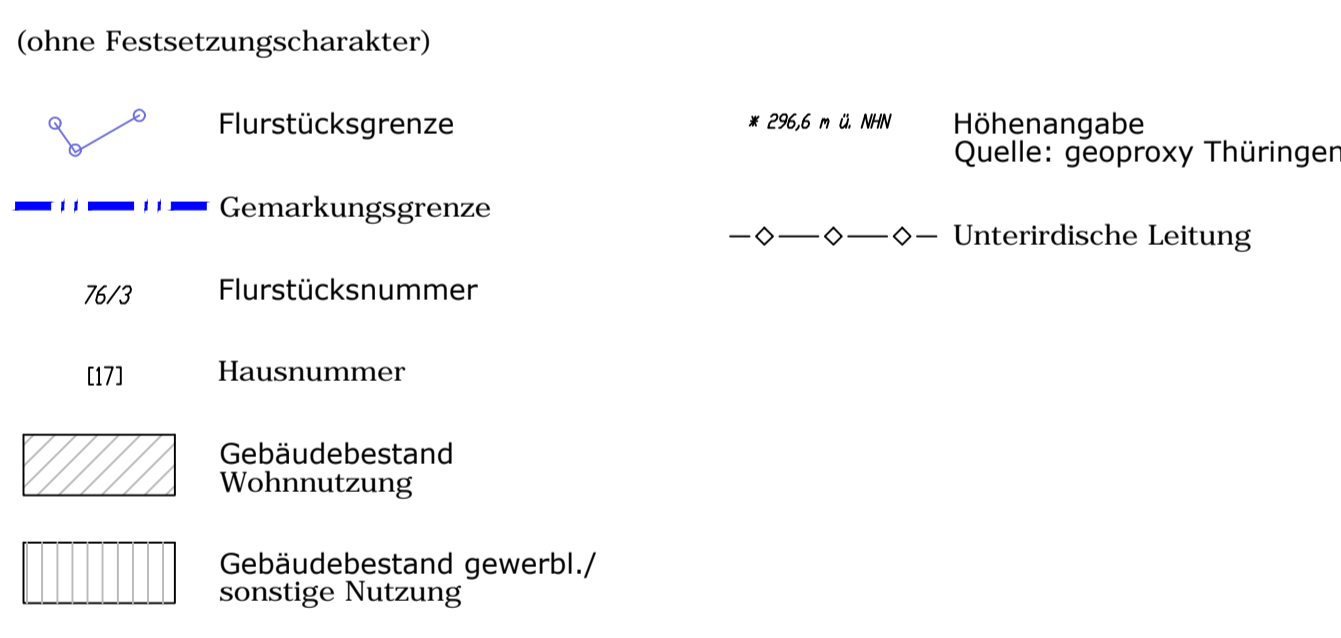 (ohne Festsetzungscharakter)
Flurstücksgrenze
Gemarkungsgrenze
76/3 Flurstücksnummer
[17] Hausnummer
Gebäudebestand
Wohnnutzung
Gebäudebestand gewerbl./
sonstige Nutzung
* 296,6 m ü. NHN Höhenangabe
Quelle: geoproxy Thüringen
Unterirdische Leitung